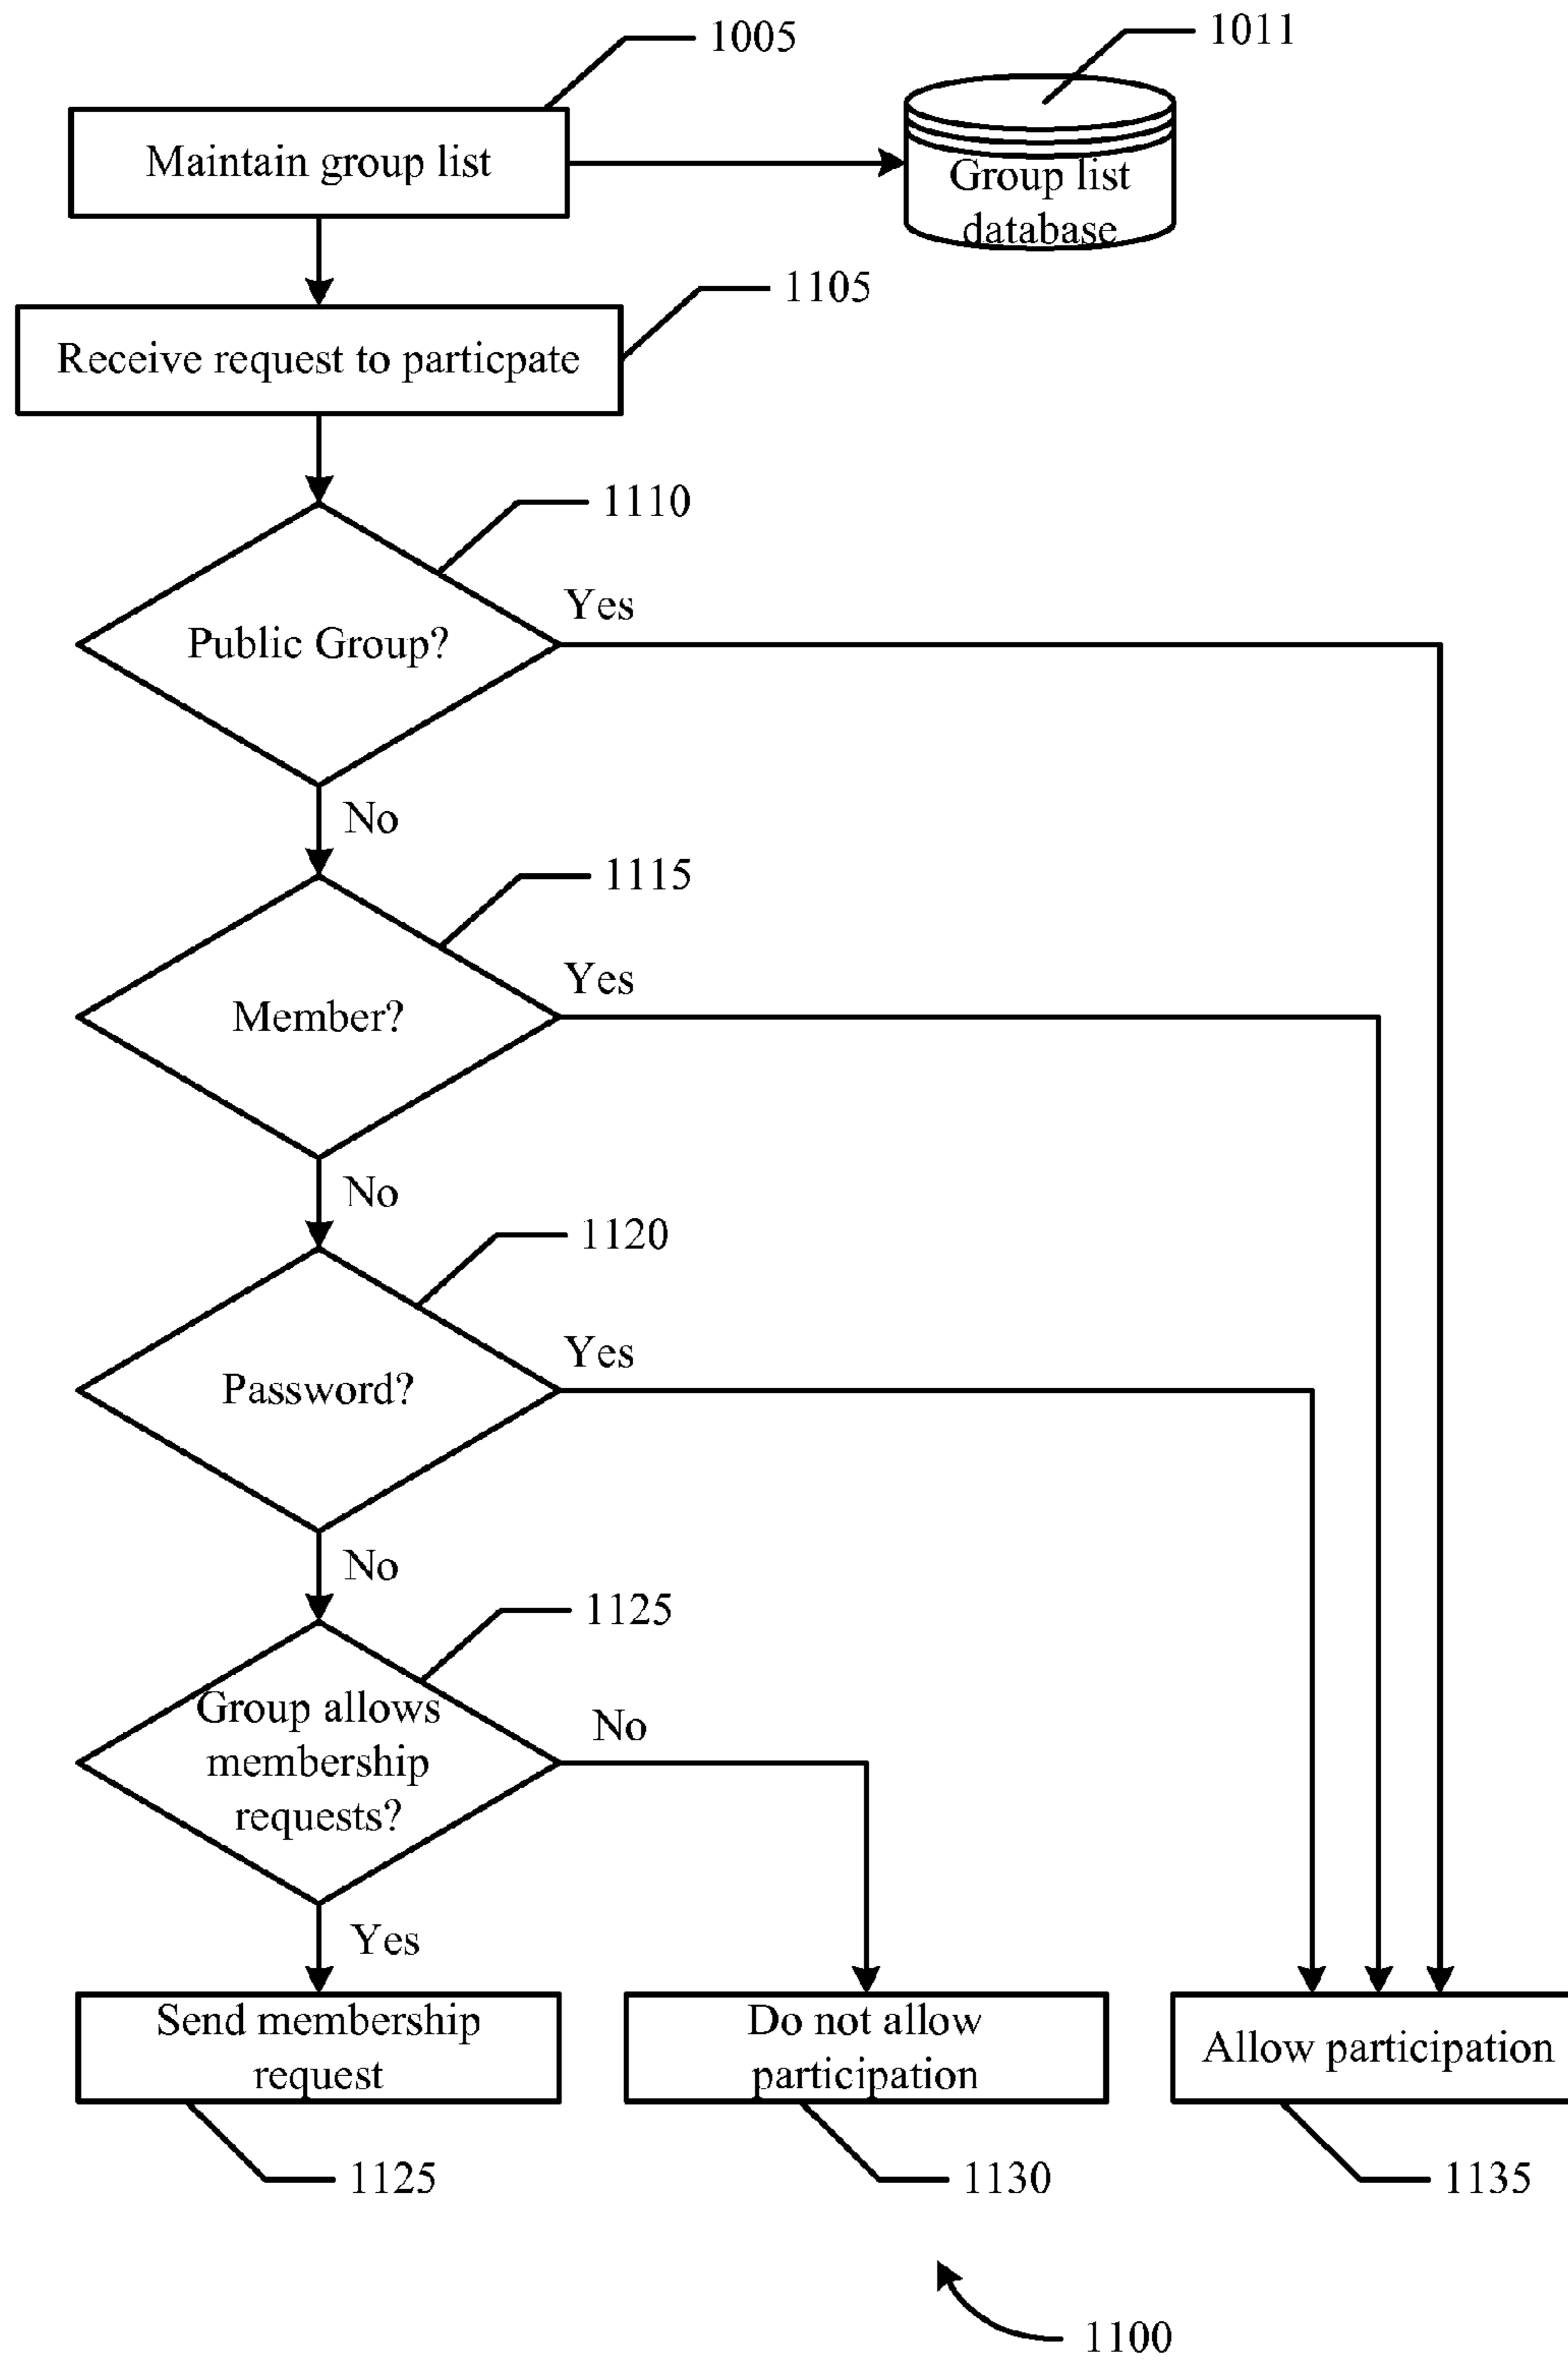 1005
1011
Maintain group list
Group list
database
1105
Receive request to particpate
1110
Yes
Public Group?
No
1115
Yes
Member?
No
1120
Yes
Password?
No
1125
Group allows
membership
requests?
No
Yes
Send membership
request
Do not allow
participation
Allow participation
1125
1130
1135
1100